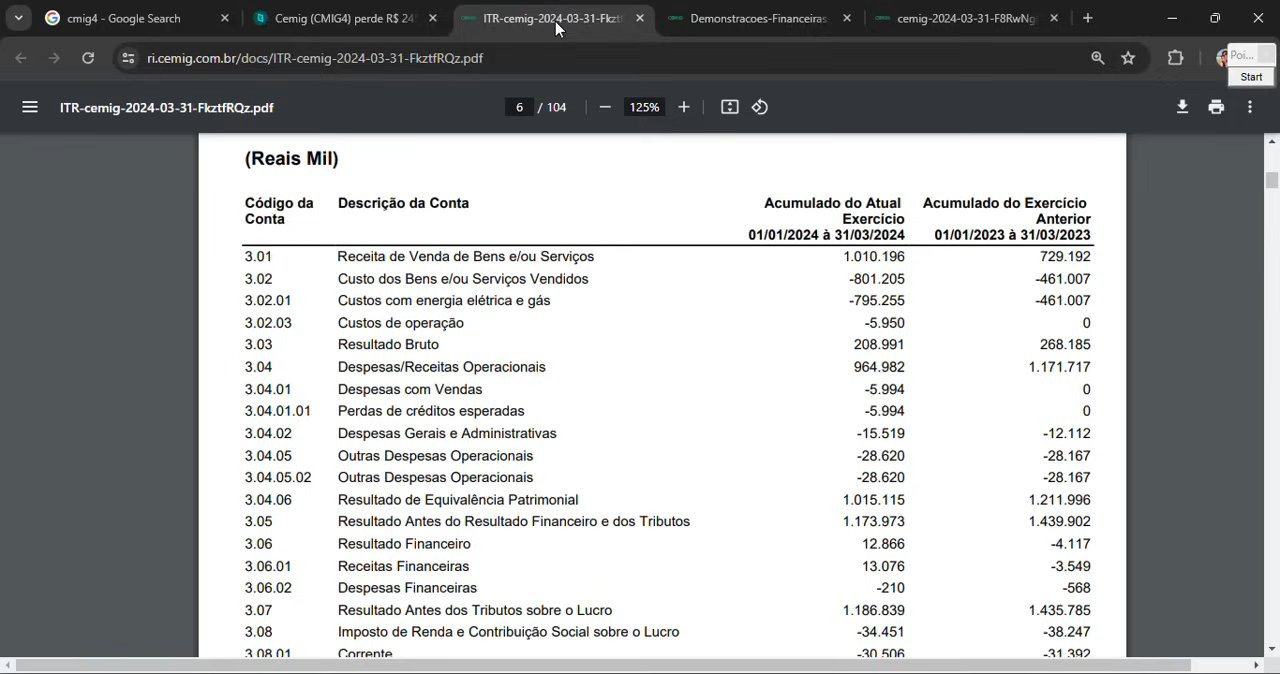 cmig4 - Google Search
Cemig (CMIG4) perde R$ 24
ITR-cemig-2024-03-31-Fkztf
Demonstracoes-Financeiras
cemig-2024-03-31-F8RwNg
ri.cemig.com.br/docs/ITR-cemig-2024-03-31-FkztfRQz.pdf
Poi...
Start
ITR-cemig-2024-03-31-FkztfRQz.pdf
6 / 104
125%
(Reais Mil)
Código da Conta Descrição da Conta Acumulado do Atual Exercício 01/01/2024 à 31/03/2024 Acumulado do Exercício Anterior 01/01/2023 à 31/03/2023
3.01 Receita de Venda de Bens e/ou Serviços 1.010.196 729.192
3.02 Custo dos Bens e/ou Serviços Vendidos -801.205 -461.007
3.02.01 Custos com energia elétrica e gás -795.255 -461.007
3.02.03 Custos de operação -5.950 0
3.03 Resultado Bruto 208.991 268.185
3.04 Despesas/Receitas Operacionais 964.982 1.171.717
3.04.01 Despesas com Vendas -5.994 0
3.04.01.01 Perdas de créditos esperadas -5.994 0
3.04.02 Despesas Gerais e Administrativas -15.519 -12.112
3.04.05 Outras Despesas Operacionais -28.620 -28.167
3.04.05.02 Outras Despesas Operacionais -28.620 -28.167
3.04.06 Resultado de Equivalência Patrimonial 1.015.115 1.211.996
3.05 Resultado Antes do Resultado Financeiro e dos Tributos 1.173.973 1.439.902
3.06 Resultado Financeiro 12.866 -4.117
3.06.01 Receitas Financeiras 13.076 -3.549
3.06.02 Despesas Financeiras -210 -568
3.07 Resultado Antes dos Tributos sobre o Lucro 1.186.839 1.435.785
3.08 Imposto de Renda e Contribuição Social sobre o Lucro -34.451 -38.247
3.08.01 Corrente -30.506 -31.392